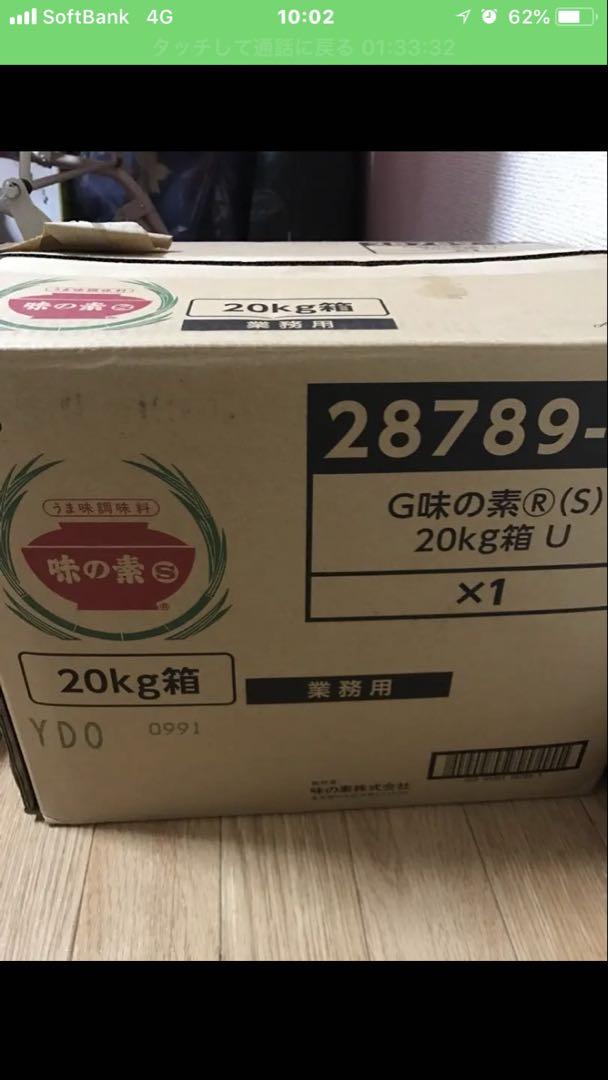 SoftBank 4G 10:02 62%
タッチして通話に戻る 01:33:32
うま味調味料
味の素 S
20kg箱
業務用
28789-
G味の素®(S)
20kg箱 U
×1
うま味調味料
味の素 S
®
20kg箱
業務用
YDO 0991
味の素株式会社